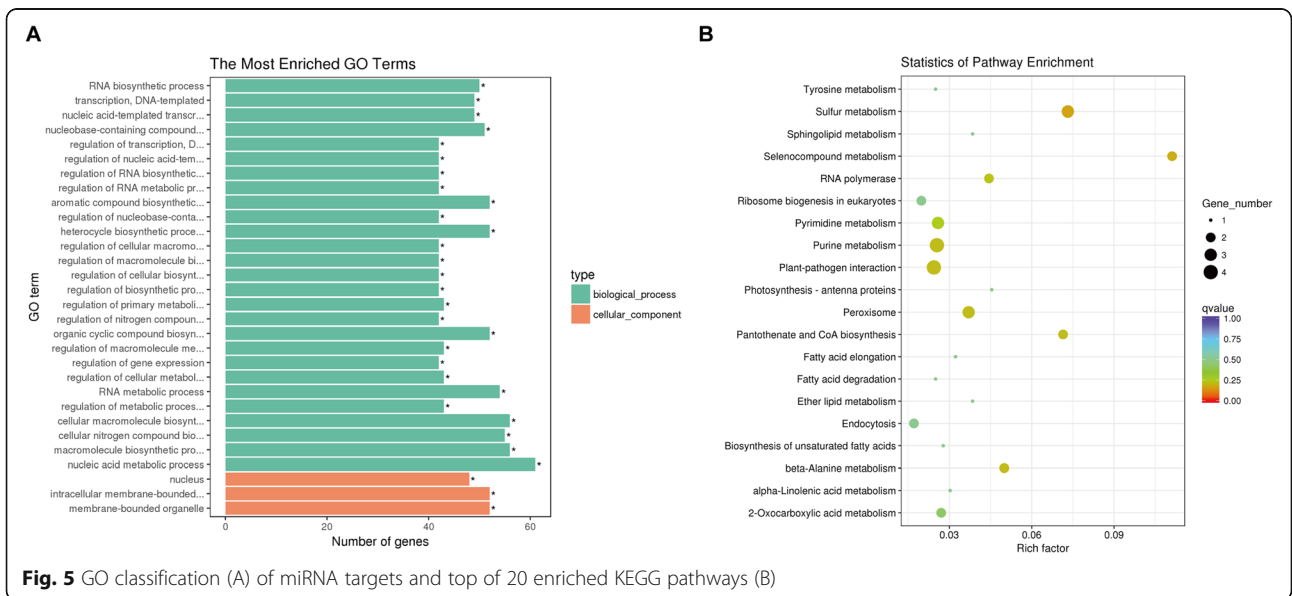 A
The Most Enriched GO Terms
GO term
RNA biosynthetic process
transcription, DNA-templated
nucleic acid-templated transcr...
nucleobase-containing compound...
regulation of transcription, D...
regulation of nucleic acid-tem...
regulation of RNA biosynthetic...
regulation of RNA metabolic pr...
aromatic compound biosynthetic...
regulation of nucleobase-conta...
heterocycle biosynthetic proce...
regulation of cellular macromo...
regulation of macromolecule bi...
regulation of cellular biosynt...
regulation of biosynthetic pro...
regulation of primary metaboli...
regulation of nitrogen compoun...
organic cyclic compound biosyn...
regulation of macromolecule me...
regulation of gene expression
regulation of cellular metabol...
RNA metabolic process
regulation of metabolic proces...
cellular macromolecule biosynt...
cellular nitrogen compound bio...
macromolecule biosynthetic pro...
nucleic acid metabolic process
nucleus
intracellular membrane-bounded...
membrane-bounded organelle
0 20 40 60
Number of genes
type
biological_process
cellular_component
B
Statistics of Pathway Enrichment
Tyrosine metabolism
Sulfur metabolism
Sphingolipid metabolism
Selenocompound metabolism
RNA polymerase
Ribosome biogenesis in eukaryotes
Pyrimidine metabolism
Purine metabolism
Plant-pathogen interaction
Photosynthesis - antenna proteins
Peroxisome
Pantothenate and CoA biosynthesis
Fatty acid elongation
Fatty acid degradation
Ether lipid metabolism
Endocytosis
Biosynthesis of unsaturated fatty acids
beta-Alanine metabolism
alpha-Linolenic acid metabolism
2-Oxocarboxylic acid metabolism
0.03 0.06 0.09
Rich factor
Gene_number
1
2
3
4
qvalue
1.00
0.75
0.50
0.25
0.00
Fig. 5 GO classification (A) of miRNA targets and top of 20 enriched KEGG pathways (B)